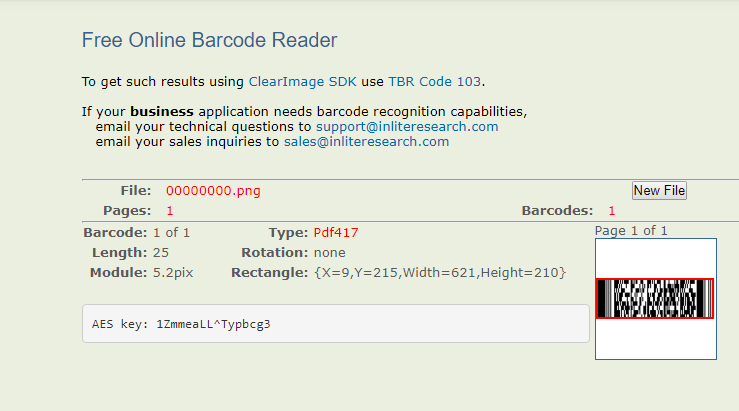 Free Online Barcode Reader
To get such results using ClearImage SDK use TBR Code 103.
If your business application needs barcode recognition capabilities,
email your technical questions to support@inliteresearch.com
email your sales inquiries to sales@inliteresearch.com
File: 00000000.png New File
Pages: 1 Barcodes: 1
Barcode: 1 of 1 Type: Pdf417 Page 1 of 1
Length: 25 Rotation: none
Module: 5.2pix Rectangle: {X=9,Y=215,Width=621,Height=210}
AES key: 1ZmmeaLL^Typbcg3